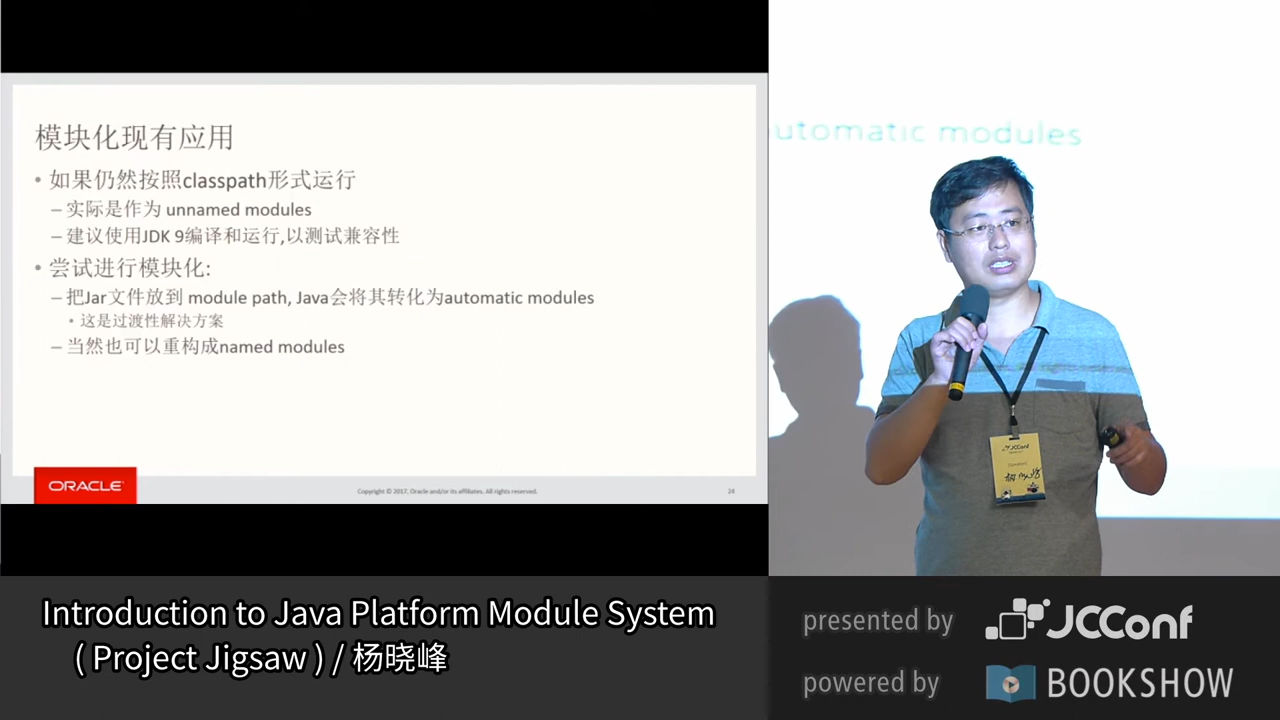 模块化现有应用
• 如果仍然按照classpath形式运行
– 实际是作为 unnamed modules
– 建议使用JDK 9编译和运行,以测试兼容性
• 尝试进行模块化:
– 把Jar文件放到 module path, Java会将其转化为automatic modules
• 这是过渡性解决方案
– 当然也可以重构成named modules
ORACLE
Copyright © 2017, Oracle and/or its affiliates. All rights reserved.
24
automatic modules
JCConf
Introduction to Java Platform Module System
( Project Jigsaw ) / 杨晓峰
presented by JCConf
powered by BOOKSHOW